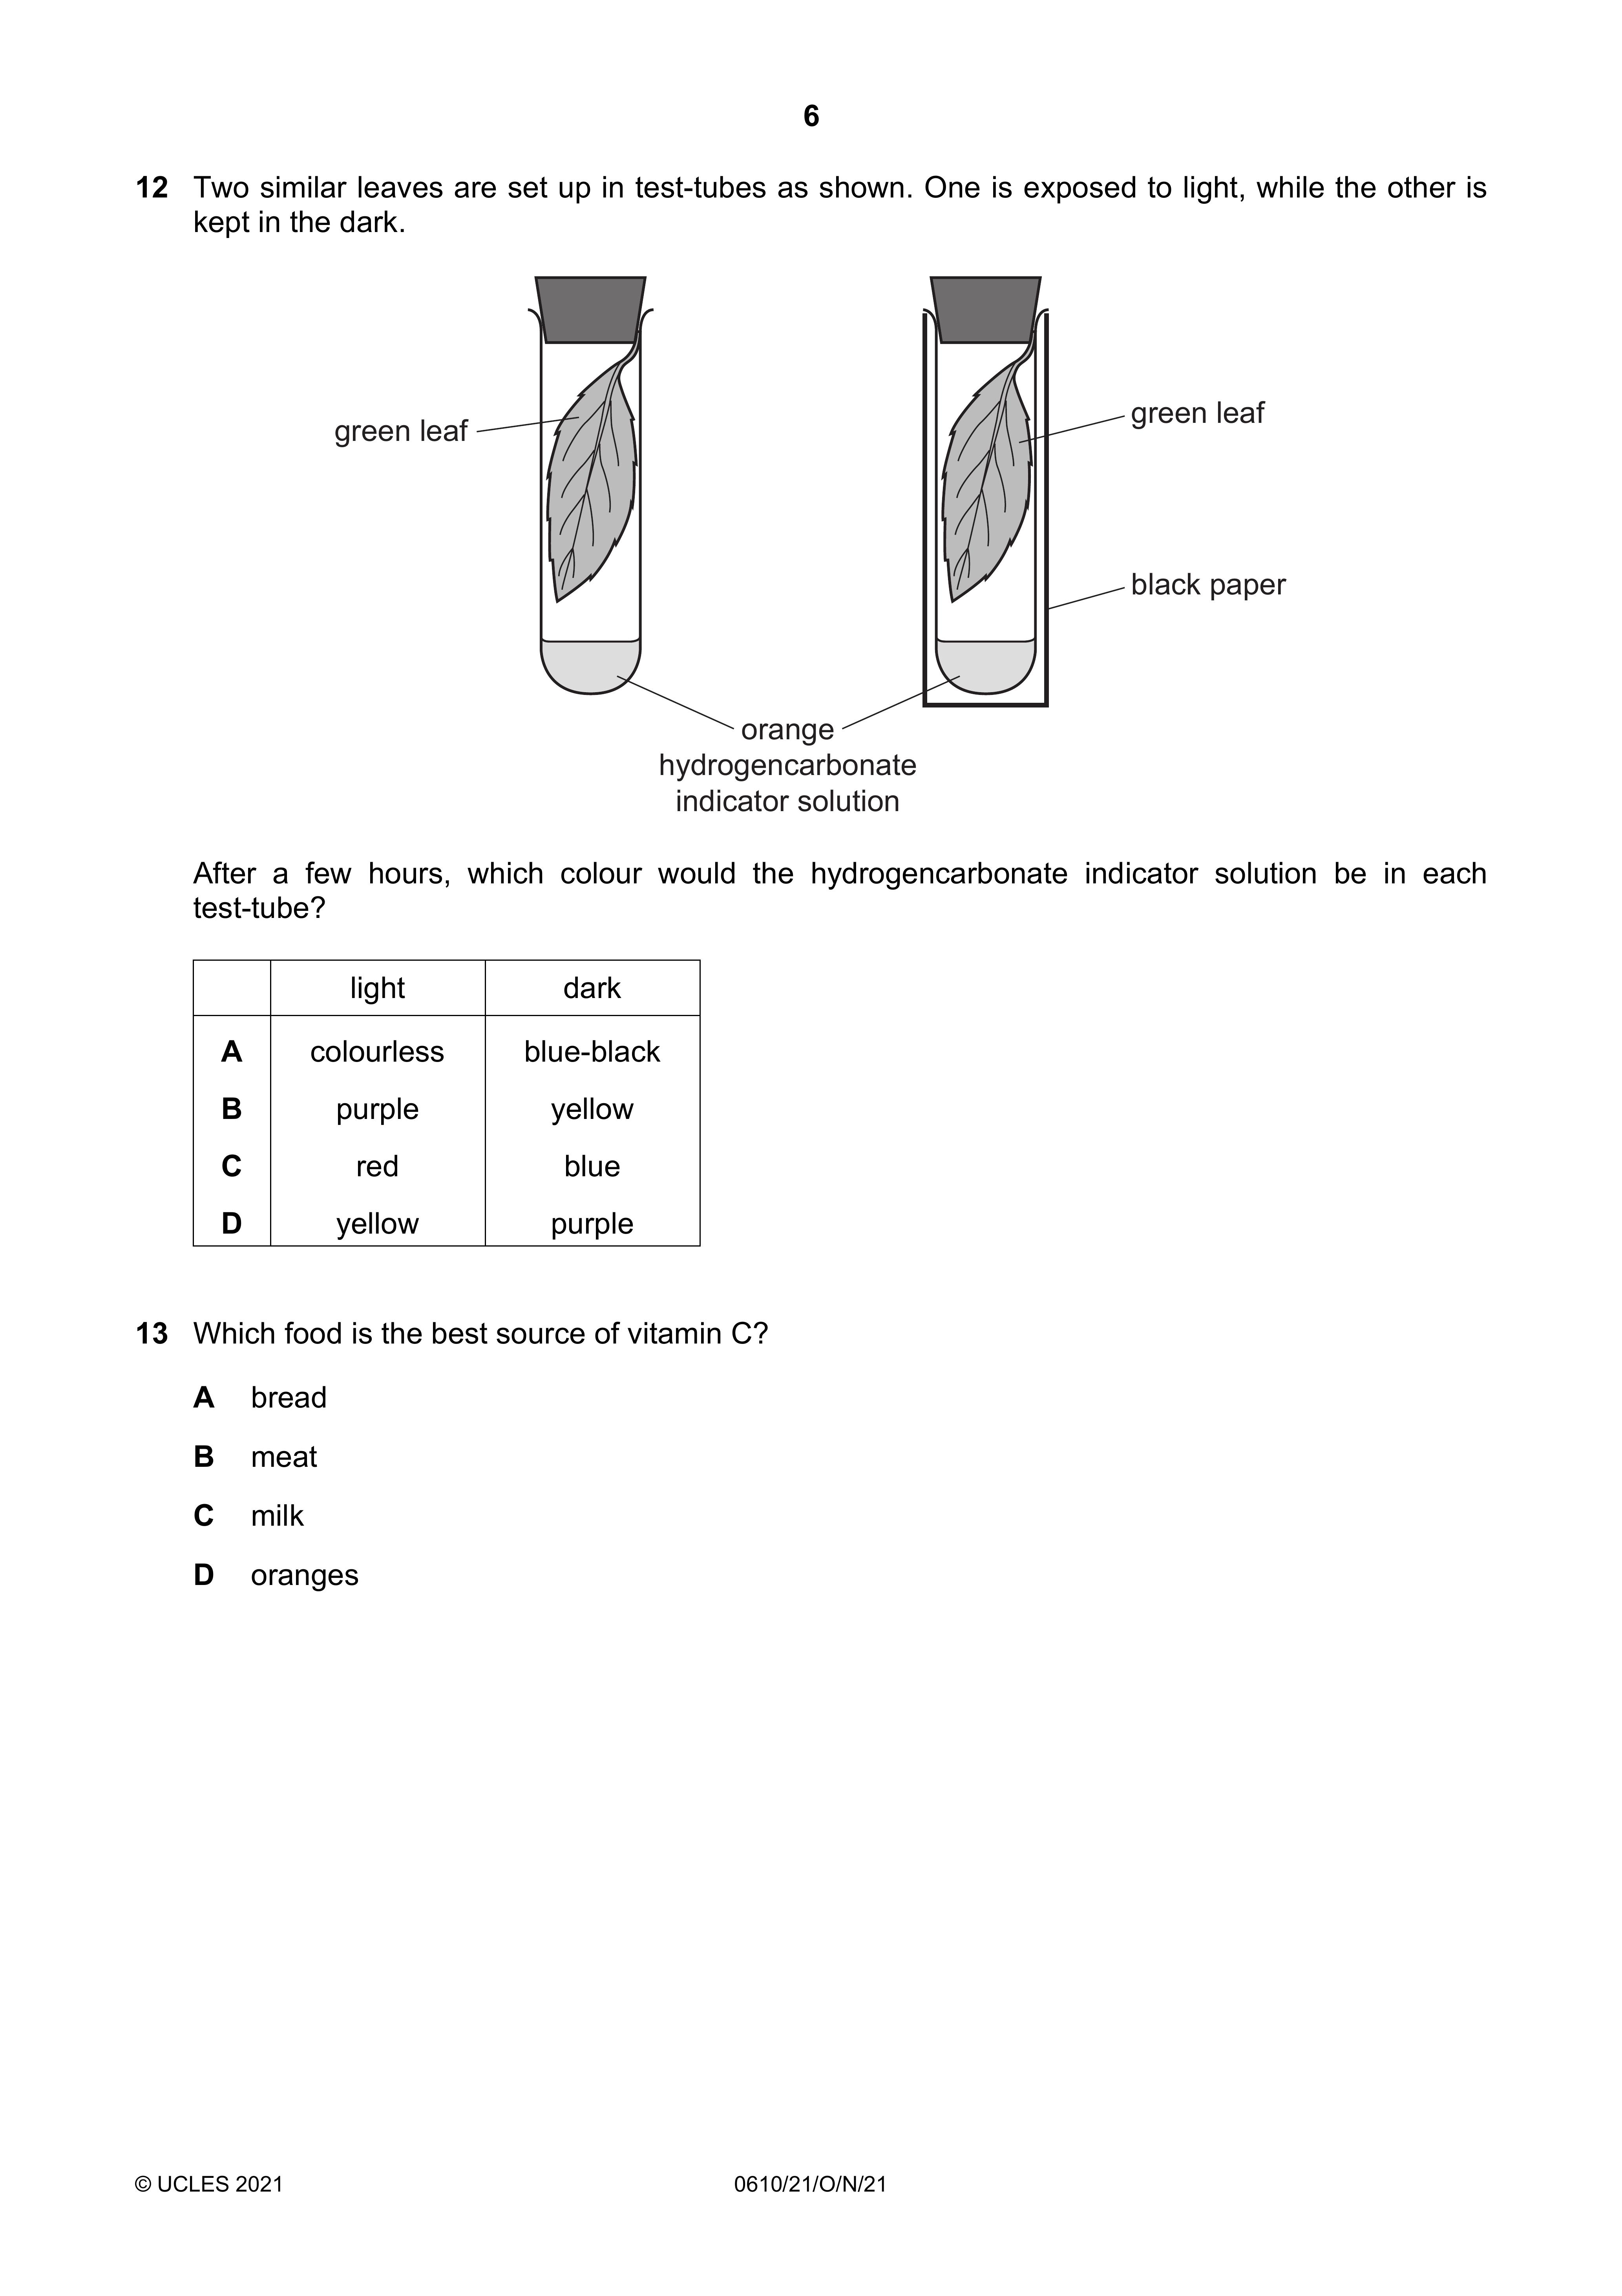 6
12 Two similar leaves are set up in test-tubes as shown. One is exposed to light, while the other is
kept in the dark.
green leaf
green leaf
black paper
orange
hydrogencarbonate
indicator solution
After a few hours, which colour would the hydrogencarbonate indicator solution be in each
test-tube?
light dark
A colourless blue-black
B purple yellow
C red blue
D yellow purple
13 Which food is the best source of vitamin C?
A bread
B meat
C milk
D oranges
© UCLES 2021 0610/21/O/N/21